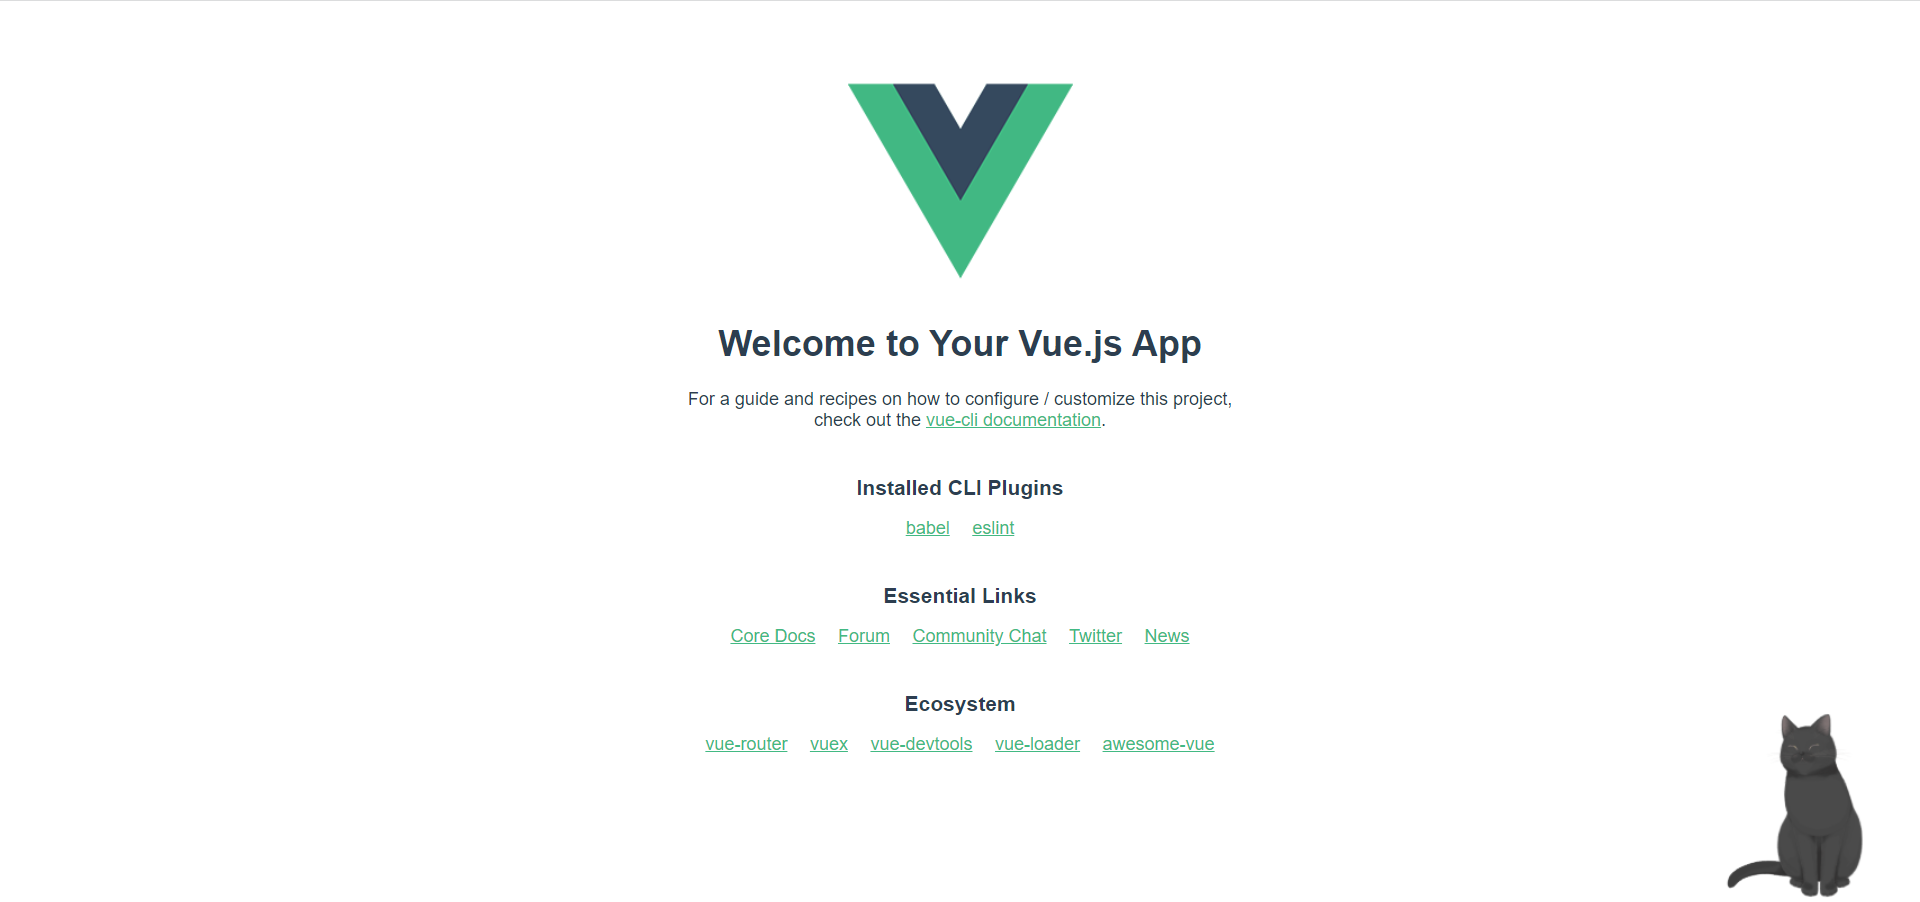 Welcome to Your Vue.js App
For a guide and recipes on how to configure / customize this project,
check out the vue-cli documentation.
Installed CLI Plugins
babel eslint
Essential Links
Core Docs Forum Community Chat Twitter News
Ecosystem
vue-router vuex vue-devtools vue-loader awesome-vue